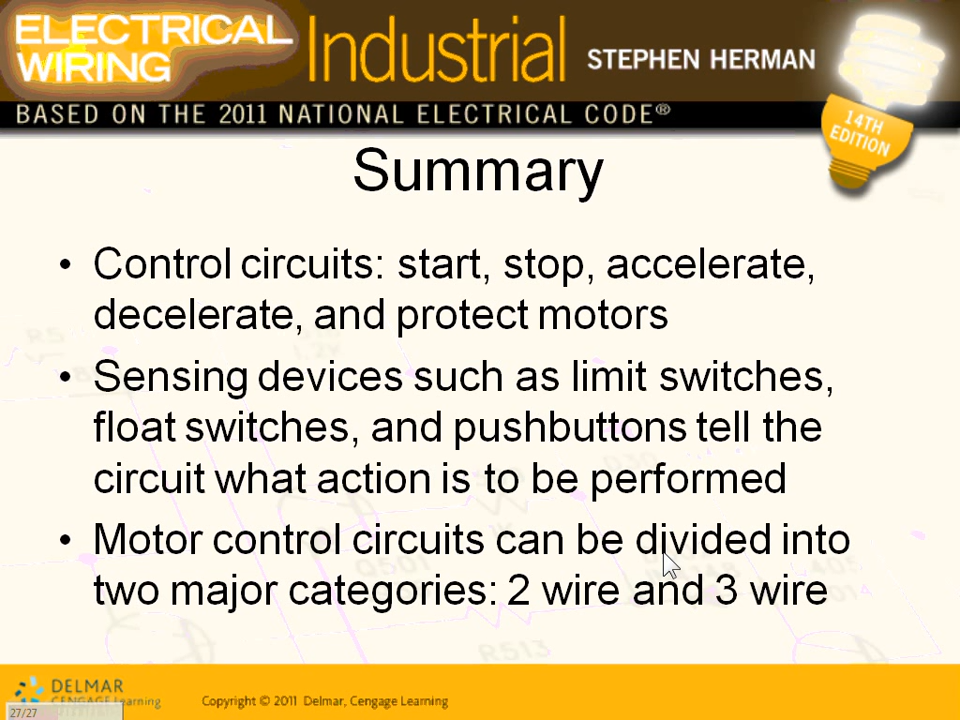 ELECTRICAL
WIRING
Industrial
STEPHEN HERMAN
BASED ON THE 2011 NATIONAL ELECTRICAL CODE®
14TH
EDITION
Summary
• Control circuits: start, stop, accelerate,
decelerate, and protect motors
• Sensing devices such as limit switches,
float switches, and pushbuttons tell the
circuit what action is to be performed
• Motor control circuits can be divided into
two major categories: 2 wire and 3 wire
Q501
R513
DELMAR
CENGAGE Learning
Copyright © 2011 Delmar, Cengage Learning
27/27